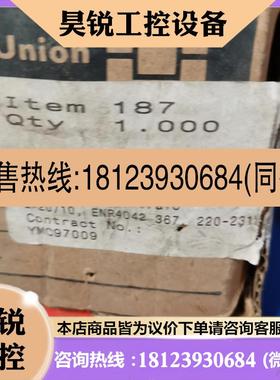 昊锐工控设备
Union
Item 187
Qty 1.000
售热线:18123930684(同
ENR4042 367, 220-231
Contract No.:
YMC97009
锐
工控
本店商品皆为议价下单请咨询客服
咨询热线 :18123930684 (微